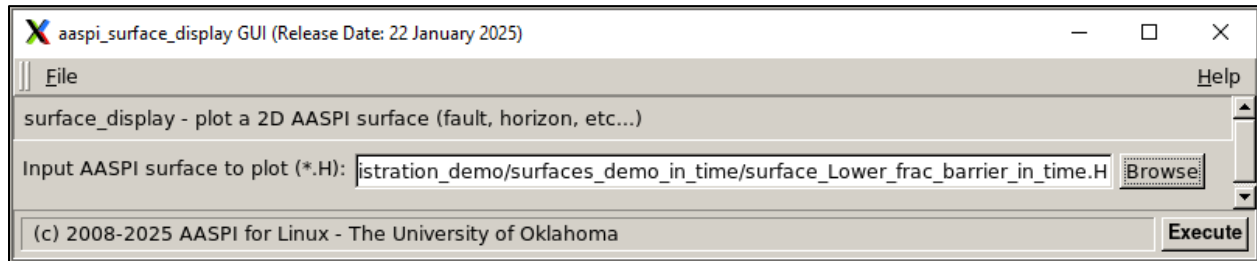 aaspi_surface_display GUI (Release Date: 22 January 2025)
File Help
surface_display - plot a 2D AASPI surface (fault, horizon, etc...)
Input AASPI surface to plot (*.H): istration_demo/surfaces_demo_in_time/surface_Lower_frac_barrier_in_time.H Browse
(c) 2008-2025 AASPI for Linux - The University of Oklahoma Execute